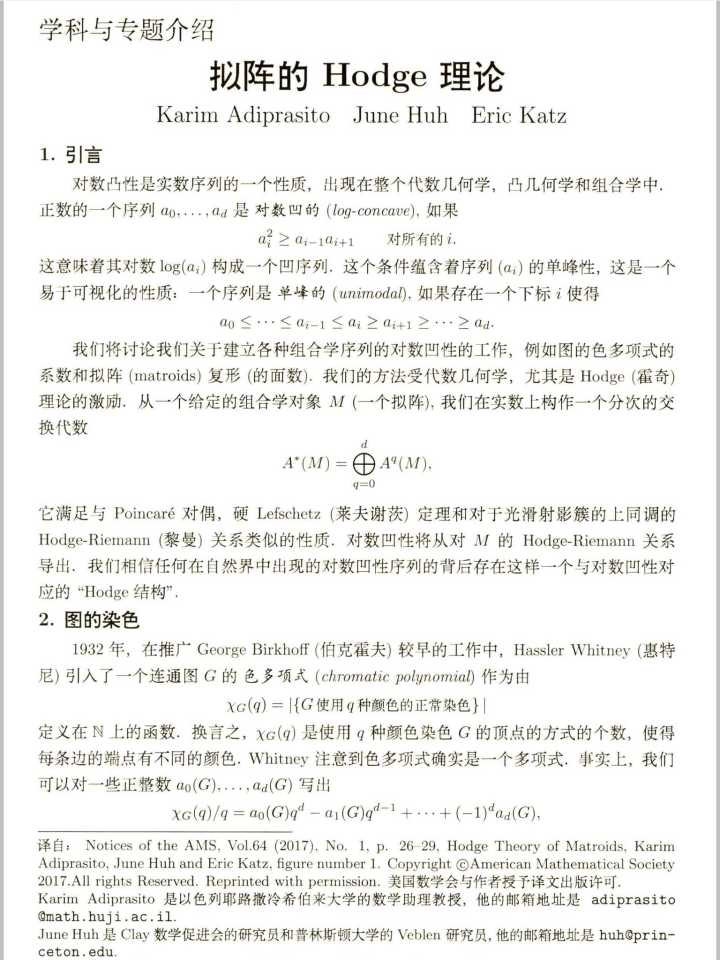 学科与专题介绍
拟阵的 Hodge 理论
Karim Adiprasito June Huh Eric Katz
1. 引言
对数凸性是实数序列的一个性质，出现在整个代数几何学，凸几何学和组合学中.
正数的一个序列 a₀, . . . , a_d 是 对数凹的 (log-concave), 如果
a_i² ≥ a_{i−1}a_{i+1} 对所有的 i.
这意味着其对数 log(a_i) 构成一个凹序列. 这个条件蕴含着序列 (a_i) 的单峰性，这是一个
易于可视化的性质：一个序列是 单峰的 (unimodal), 如果存在一个下标 i 使得
a₀ ≤ · · · ≤ a_{i−1} ≤ a_i ≥ a_{i+1} ≥ · · · ≥ a_d.
我们将讨论我们关于建立各种组合学序列的对数凹性的工作，例如图的色多项式的
系数和拟阵 (matroids) 复形 (的面数). 我们的方法受代数几何学，尤其是 Hodge (霍奇)
理论的激励. 从一个给定的组合学对象 M (一个拟阵), 我们在实数上构作一个分次的交
换代数
A*(M) = ⊕_{q=0}^{d} A^q(M),
它满足与 Poincaré 对偶，硬 Lefschetz (莱夫谢茨) 定理和对于光滑射影簇的上同调的
Hodge-Riemann (黎曼) 关系类似的性质. 对数凹性将从对 M 的 Hodge-Riemann 关系
导出. 我们相信任何在自然界中出现的对数凹性序列的背后存在这样一个与对数凹性对
应的 “Hodge 结构”.
2. 图的染色
1932 年，在推广 George Birkhoff (伯克霍夫) 较早的工作中，Hassler Whitney (惠特
尼) 引入了一个连通图 G 的 色多项式 (chromatic polynomial) 作为由
χ_G(q) = |{G 使用 q 种颜色的正常染色} |
定义在 ℕ 上的函数. 换言之，χ_G(q) 是使用 q 种颜色染色 G 的顶点的方式的个数，使得
每条边的端点有不同的颜色. Whitney 注意到色多项式确实是一个多项式. 事实上，我们
可以对一些正整数 a₀(G), . . . , a_d(G) 写出
χ_G(q)/q = a₀(G)q^d − a₁(G)q^{d−1} + · · · + (−1)^d a_d(G),
译自： Notices of the AMS, Vol.64 (2017), No. 1, p. 26–29, Hodge Theory of Matroids, Karim
Adiprasito, June Huh and Eric Katz, figure number 1. Copyright ©American Mathematical Society
2017.All rights Reserved. Reprinted with permission. 美国数学会与作者授予译文出版许可.
Karim Adiprasito 是以色列耶路撒冷希伯来大学的数学助理教授，他的邮箱地址是 adiprasito
@math.huji.ac.il.
June Huh 是 Clay 数学促进会的研究员和普林斯顿大学的 Veblen 研究员, 他的邮箱地址是 huh@prin-
ceton.edu.